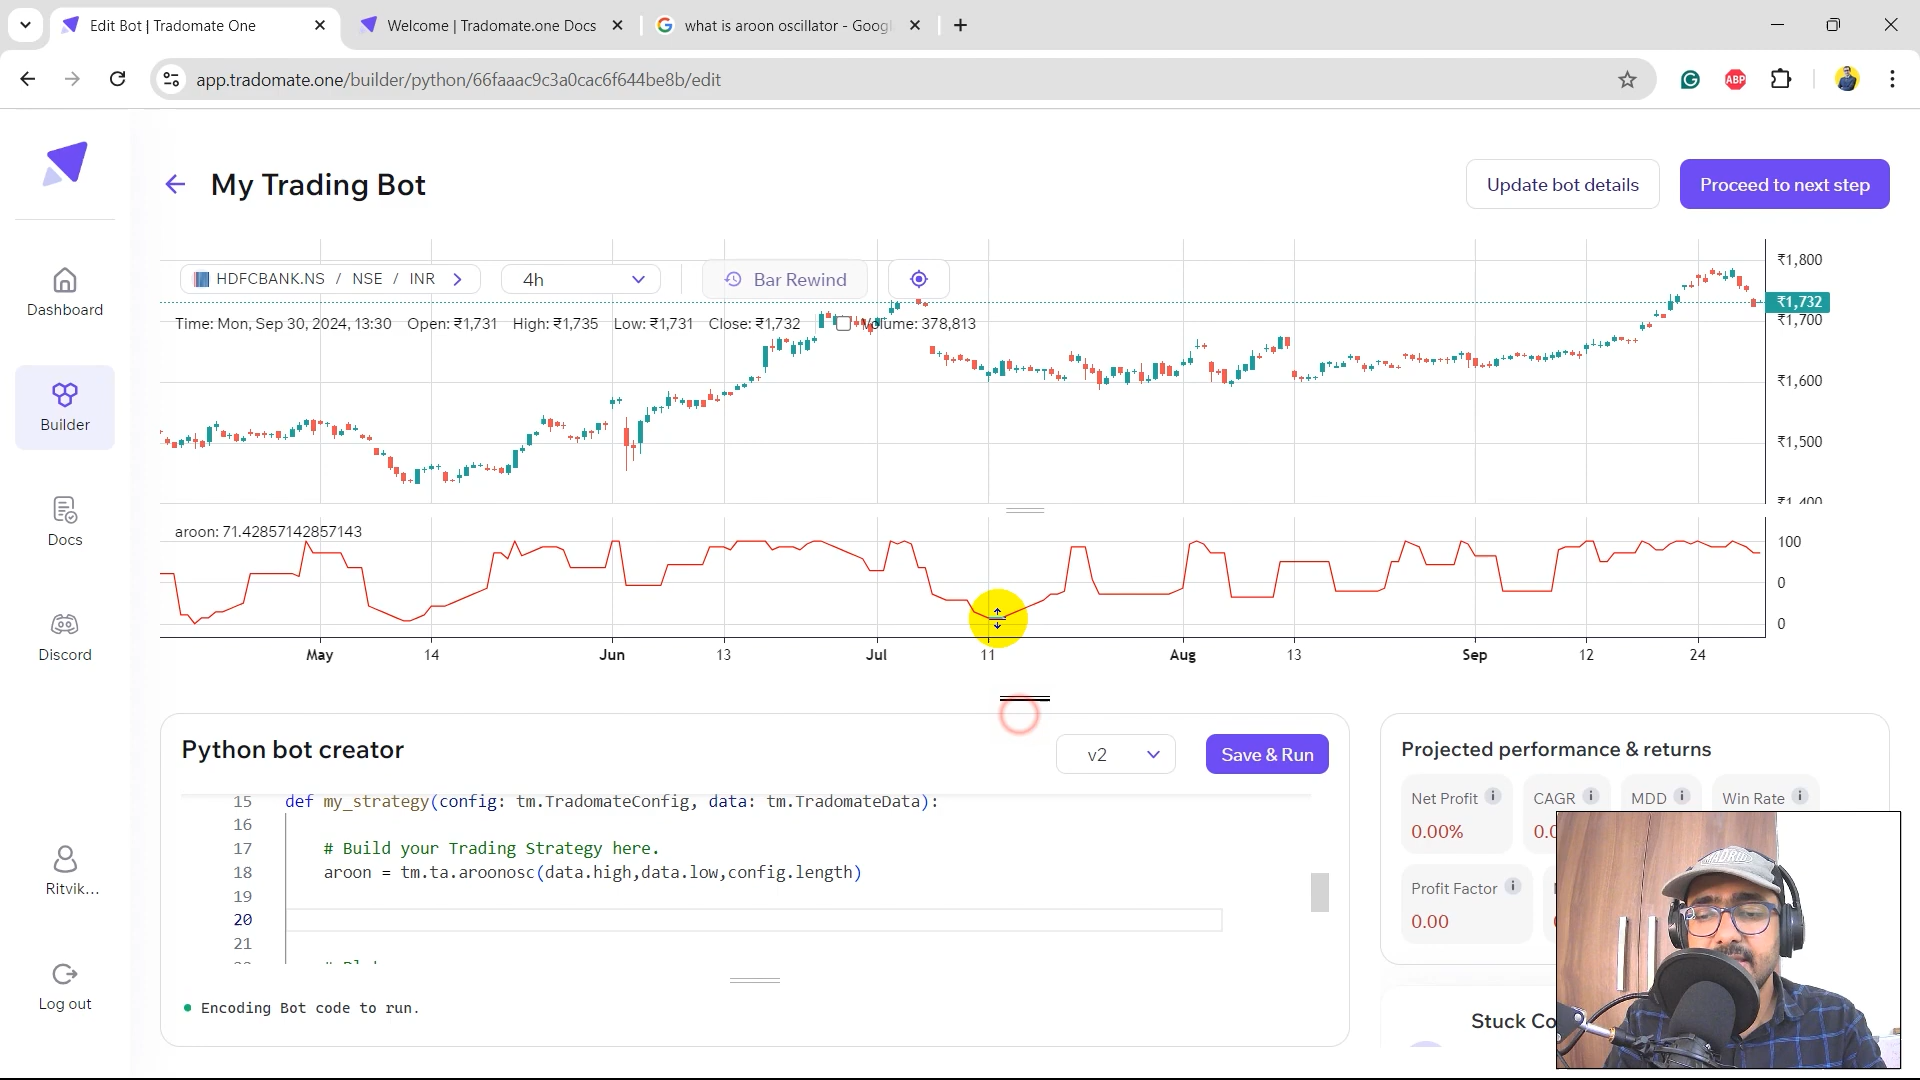 Edit Bot | Tradomate One
Welcome | Tradomate.one Docs
what is aroon oscillator - Googl
app.tradomate.one/builder/python/66faaac9c3a0cac6f644be8b/edit
ABP
My Trading Bot
Update bot details
Proceed to next step
Dashboard
Builder
Docs
Discord
Ritvik...
Log out
HDFCBANK.NS / NSE / INR
4h
Bar Rewind
Time: Mon, Sep 30, 2024, 13:30 Open: ₹1,731 High: ₹1,735 Low: ₹1,731 Close: ₹1,732 Volume: 378,813
₹1,800
₹1,732
₹1,700
₹1,600
₹1,500
₹1,400
aroon: 71.42857142857143
100
0
0
May 14 Jun 13 Jul 11 Aug 13 Sep 12 24
Python bot creator
v2
Save & Run
15 def my_strategy(config: tm.TradomateConfig, data: tm.TradomateData):
16
17 # Build your Trading Strategy here.
18 aroon = tm.ta.aroonosc(data.high,data.low,config.length)
19
20
21
Encoding Bot code to run.
Projected performance & returns
Net Profit
0.00%
CAGR
MDD
Win Rate
Profit Factor
0.00
Stuck Co